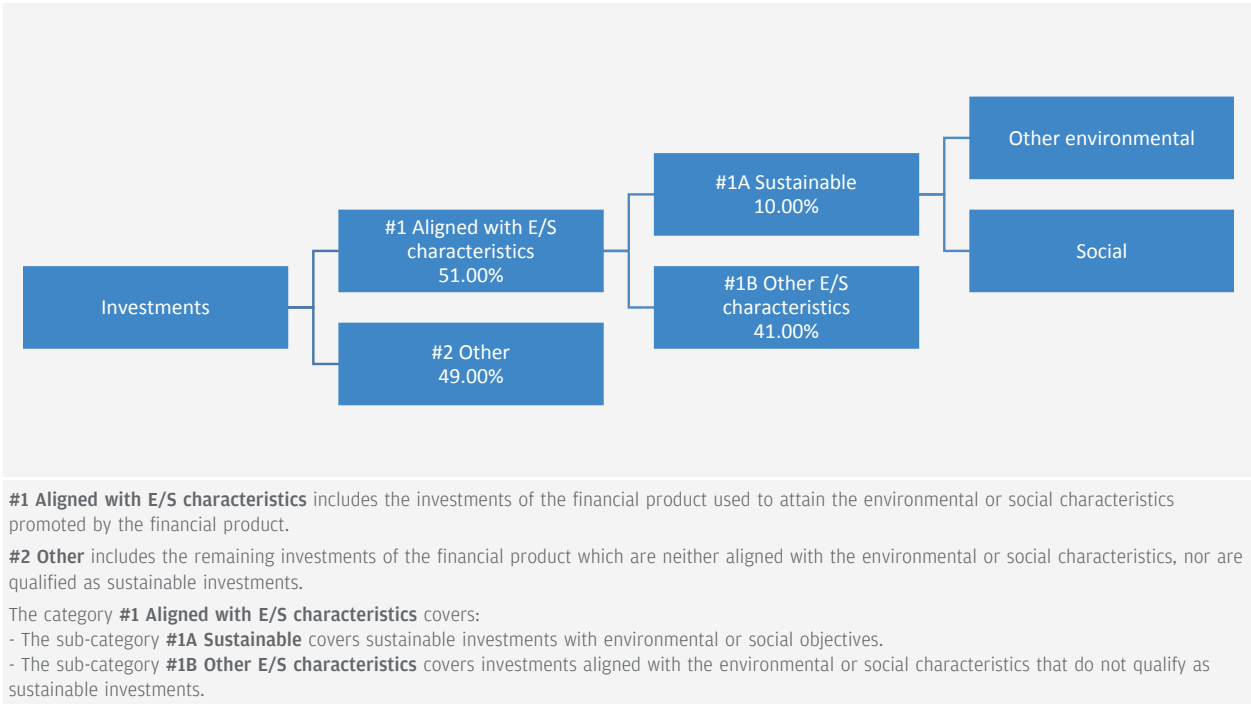 Investments
#1 Aligned with E/S
characteristics
51.00%
#2 Other
49.00%
#1A Sustainable
10.00%
#1B Other E/S
characteristics
41.00%
Other environmental
Social
#1 Aligned with E/S characteristics includes the investments of the financial product used to attain the environmental or social characteristics
promoted by the financial product.
#2 Other includes the remaining investments of the financial product which are neither aligned with the environmental or social characteristics, nor are
qualified as sustainable investments.
The category #1 Aligned with E/S characteristics covers:
- The sub-category #1A Sustainable covers sustainable investments with environmental or social objectives.
- The sub-category #1B Other E/S characteristics covers investments aligned with the environmental or social characteristics that do not qualify as
sustainable investments.